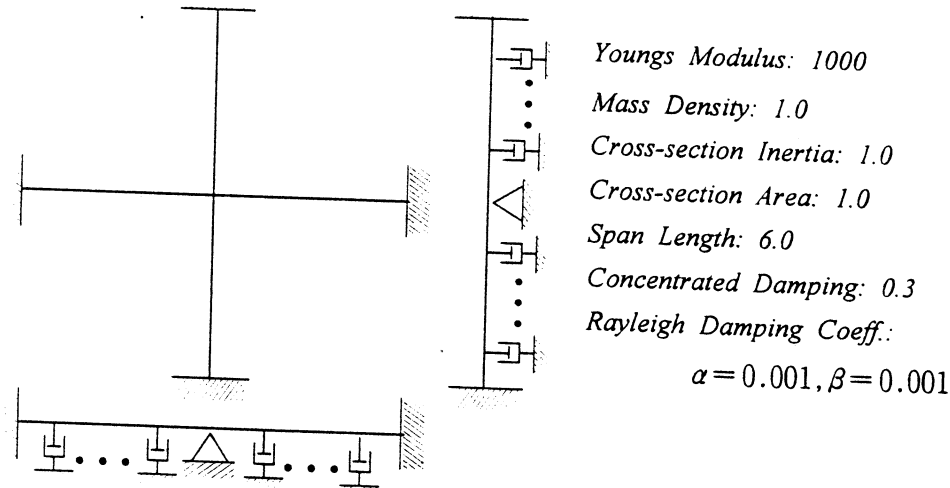 Youngs Modulus: 1000
Mass Density: 1.0
Cross-section Inertia: 1.0
Cross-section Area: 1.0
Span Length: 6.0
Concentrated Damping: 0.3
Rayleigh Damping Coeff.:
α=0.001, β=0.001